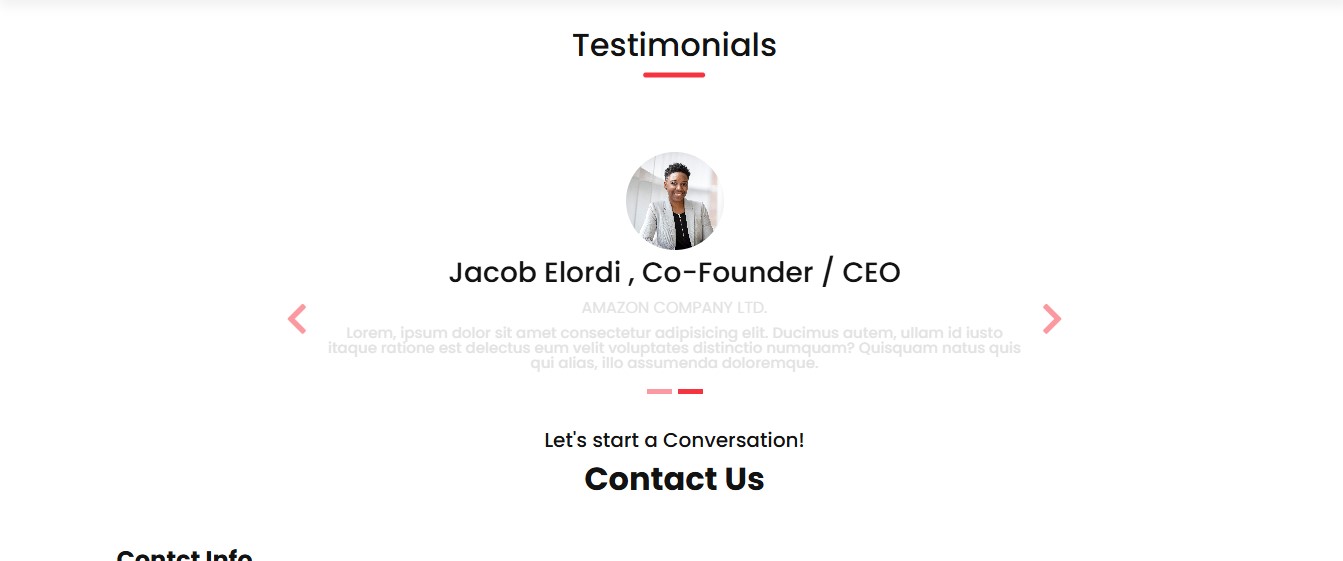 Testimonials
Jacob Elordi , Co-Founder / CEO
AMAZON COMPANY LTD.
Lorem, ipsum dolor sit amet consectetur adipisicing elit. Ducimus autem, ullam id iusto
itaque ratione est delectus eum velit voluptates distinctio numquam? Quisquam natus quis
qui alias, illo assumenda doloremque.
Let's start a Conversation!
Contact Us
Contct Info